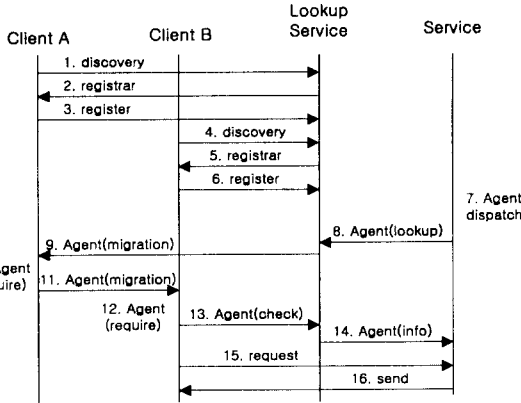 Lookup
Client A Client B Service Service
1. discovery
2. registrar
3. register
4. discovery
5. registrar
6. register
7. Agent
dispatch
8. Agent(lookup)
9. Agent(migration)
11. Agent(migration)
12. Agent
(require)
13. Agent(check)
14. Agent(info)
15. request
16. send